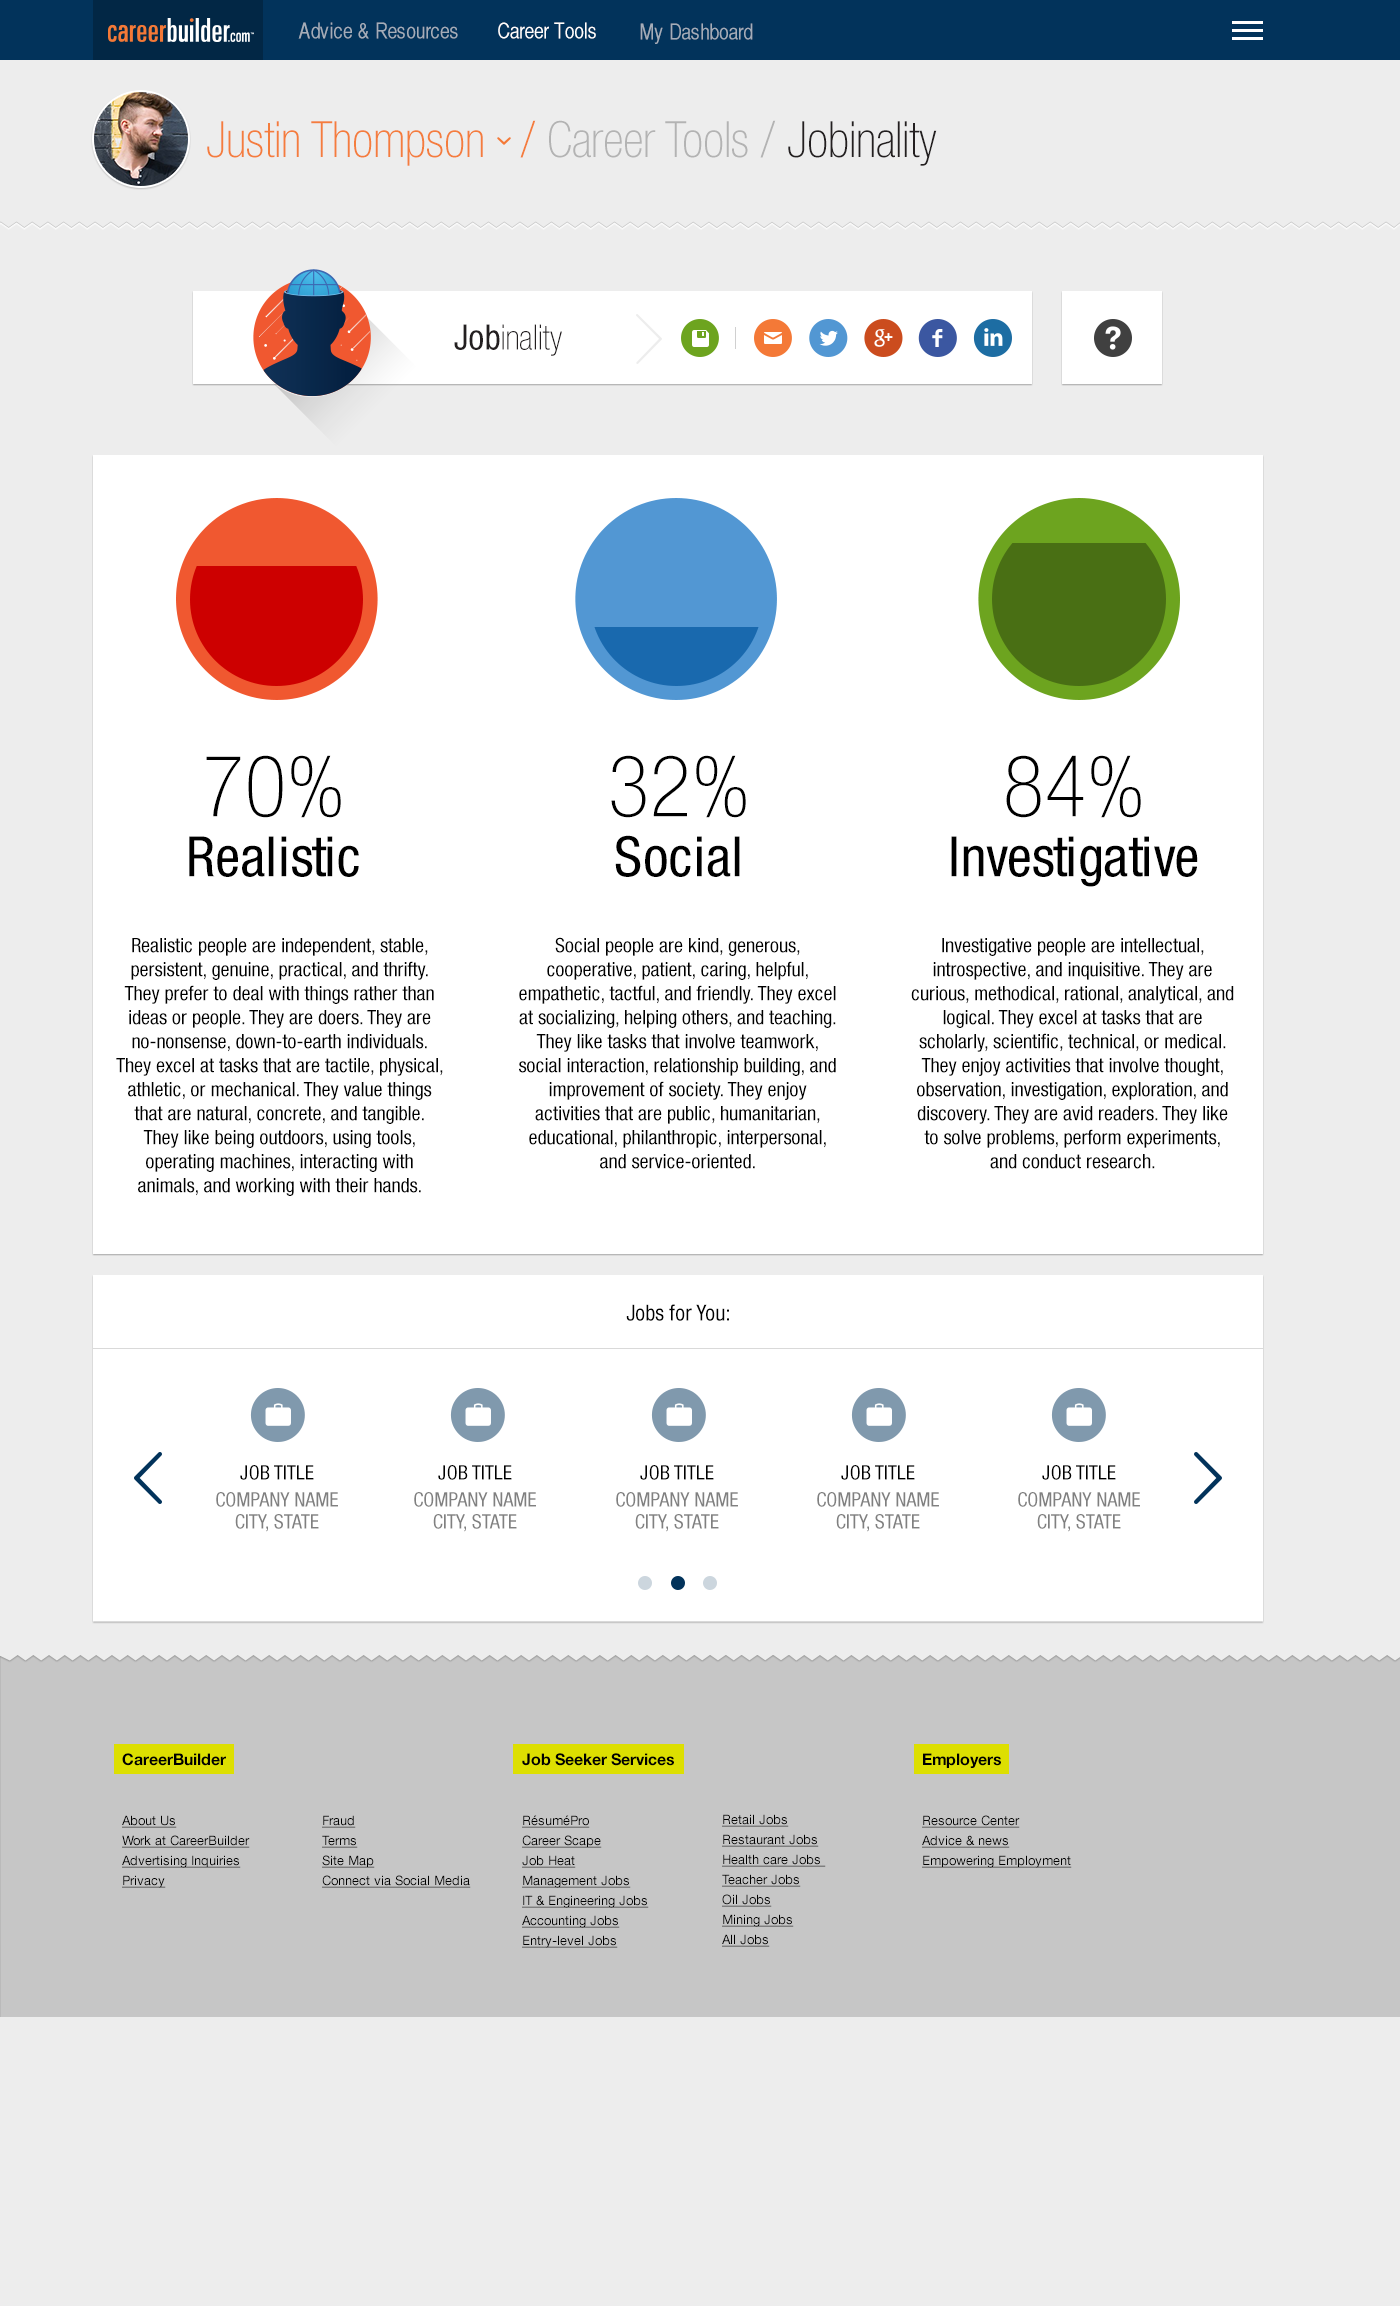 careerbuilder.com
Advice & Resources
Career Tools
My Dashboard
Justin Thompson / Career Tools / Jobinality
Jobinality
g+
f
in
?
70%
Realistic
Realistic people are independent, stable,
persistent, genuine, practical, and thrifty.
They prefer to deal with things rather than
ideas or people. They are doers. They are
no-nonsense, down-to-earth individuals.
They excel at tasks that are tactile, physical,
athletic, or mechanical. They value things
that are natural, concrete, and tangible.
They like being outdoors, using tools,
operating machines, interacting with
animals, and working with their hands.
32%
Social
Social people are kind, generous,
cooperative, patient, caring, helpful,
empathetic, tactful, and friendly. They excel
at socializing, helping others, and teaching.
They like tasks that involve teamwork,
social interaction, relationship building, and
improvement of society. They enjoy
activities that are public, humanitarian,
educational, philanthropic, interpersonal,
and service-oriented.
84%
Investigative
Investigative people are intellectual,
introspective, and inquisitive. They are
curious, methodical, rational, analytical, and
logical. They excel at tasks that are
scholarly, scientific, technical, or medical.
They enjoy activities that involve thought,
observation, investigation, exploration, and
discovery. They are avid readers. They like
to solve problems, perform experiments,
and conduct research.
Jobs for You:
JOB TITLE
COMPANY NAME
CITY, STATE
JOB TITLE
COMPANY NAME
CITY, STATE
JOB TITLE
COMPANY NAME
CITY, STATE
JOB TITLE
COMPANY NAME
CITY, STATE
JOB TITLE
COMPANY NAME
CITY, STATE
CareerBuilder
About Us
Work at CareerBuilder
Advertising Inquiries
Privacy
Fraud
Terms
Site Map
Connect via Social Media
Job Seeker Services
RésuméPro
Career Scape
Job Heat
Management Jobs
IT & Engineering Jobs
Accounting Jobs
Entry-level Jobs
Retail Jobs
Restaurant Jobs
Health care Jobs
Teacher Jobs
Oil Jobs
Mining Jobs
All Jobs
Employers
Resource Center
Advice & news
Empowering Employment